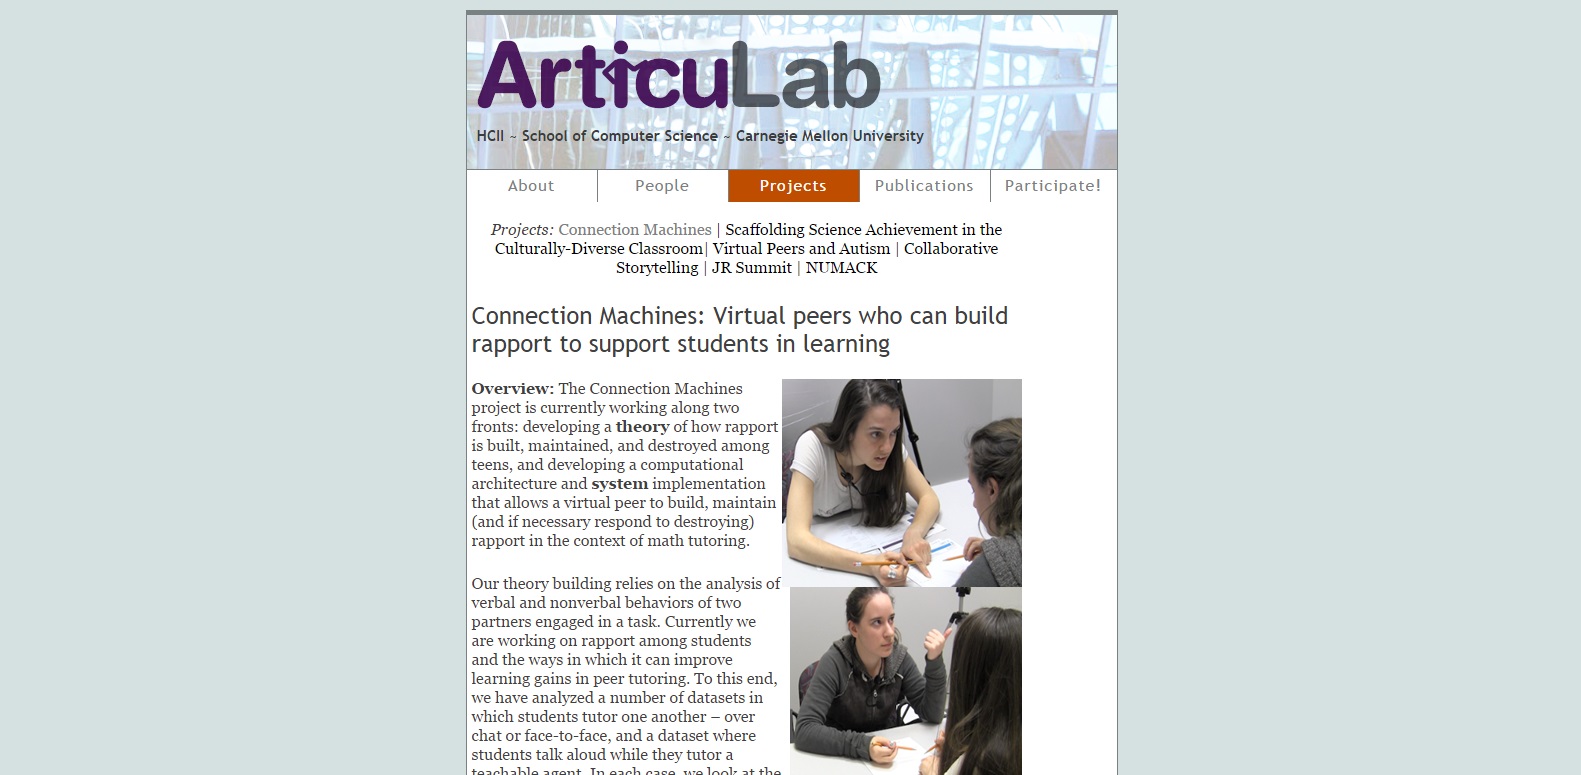 ArticuLab
HCII ~ School of Computer Science ~ Carnegie Mellon University
About People Projects Publications Participate!
Projects: Connection Machines | Scaffolding Science Achievement in the
Culturally-Diverse Classroom| Virtual Peers and Autism | Collaborative
Storytelling | JR Summit | NUMACK
Connection Machines: Virtual peers who can build
rapport to support students in learning
Overview: The Connection Machines
project is currently working along two
fronts: developing a theory of how rapport
is built, maintained, and destroyed among
teens, and developing a computational
architecture and system implementation
that allows a virtual peer to build, maintain
(and if necessary respond to destroying)
rapport in the context of math tutoring.
Our theory building relies on the analysis of
verbal and nonverbal behaviors of two
partners engaged in a task. Currently we
are working on rapport among students
and the ways in which it can improve
learning gains in peer tutoring. To this end,
we have analyzed a number of datasets in
which students tutor one another – over
chat or face-to-face, and a dataset where
students talk aloud while they tutor a
teachable agent. In each case, we look at the